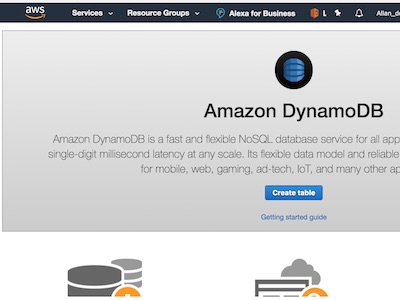 aws Services Resource Groups Alexa for Business L Allan_d
Amazon DynamoDB
Amazon DynamoDB is a fast and flexible NoSQL database service for all
single-digit millisecond latency at any scale. Its flexible data model and reliable
for mobile, web, gaming, ad-tech, IoT, and many other
Create table
Getting started guide